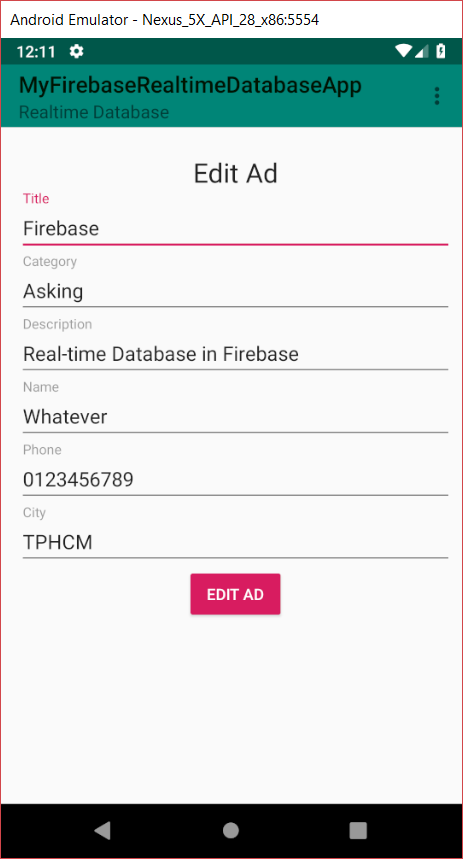 Android Emulator - Nexus_5X_API_28_x86:5554
12:11
MyFirebaseRealtimeDatabaseApp
Realtime Database
Edit Ad
Title
Firebase
Category
Asking
Description
Real-time Database in Firebase
Name
Whatever
Phone
0123456789
City
TPHCM
EDIT AD